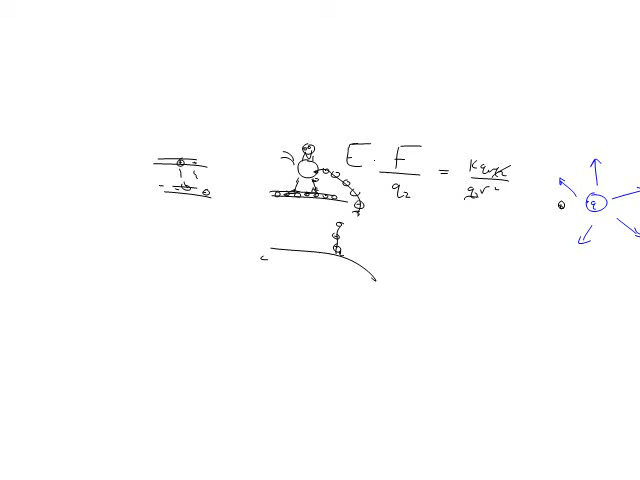 E · F / q₂ = kq₁q₂ / q₂r²
q